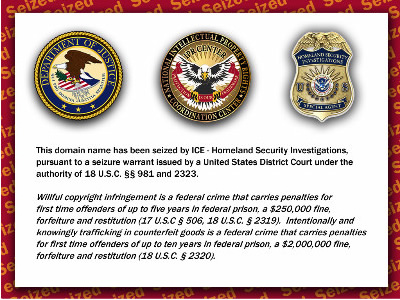 DEPARTMENT OF JUSTICE
NATIONAL INTELLECTUAL PROPERTY RIGHTS
IPR CENTER
COORDINATION CENTER
HOMELAND SECURITY
INVESTIGATIONS
SPECIAL AGENT
This domain name has been seized by ICE - Homeland Security Investigations,
pursuant to a seizure warrant issued by a United States District Court under the
authority of 18 U.S.C. §§ 981 and 2323.
Willful copyright infringement is a federal crime that carries penalties for
first time offenders of up to five years in federal prison, a $250,000 fine,
forfeiture and restitution (17 U.S.C § 506, 18 U.S.C. § 2319). Intentionally and
knowingly trafficking in counterfeit goods is a federal crime that carries penalties
for first time offenders of up to ten years in federal prison, a $2,000,000 fine,
forfeiture and restitution (18 U.S.C. § 2320).
Seized